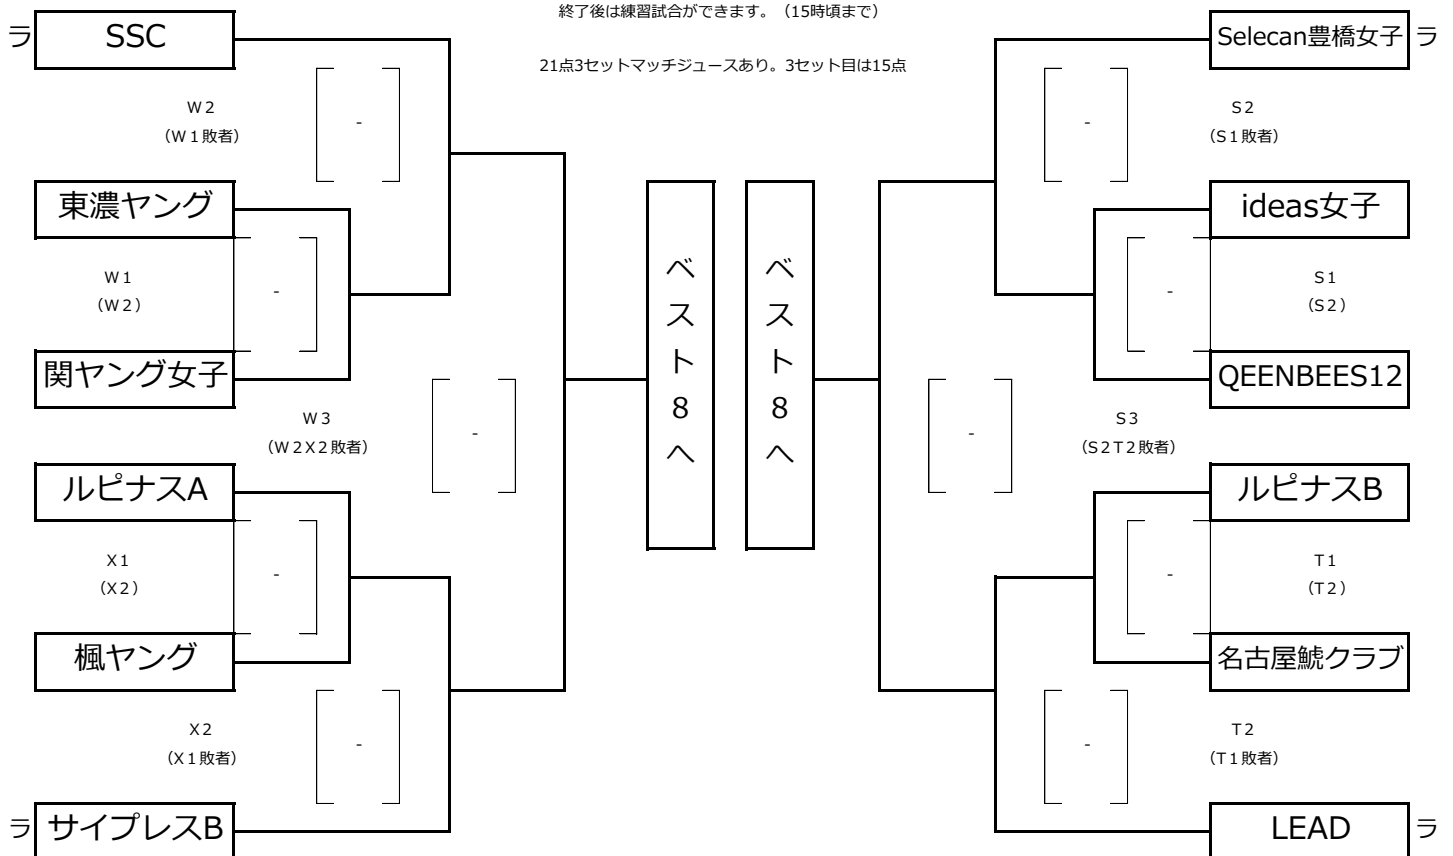 終了後は練習試合ができます。（15時頃まで）
21点3セットマッチジュースあり。3セット目は15点
ラ
SSC
W2
（W1敗者）
-
東濃ヤング
W1
（W2）
-
関ヤング女子
W3
（W2X2敗者）
-
ルピナスA
X1
（X2）
-
楓ヤング
X2
（X1敗者）
-
ラ
サイプレスB
ベスト8へ
ベスト8へ
Selecan豊橋女子
ラ
-
S2
（S1敗者）
ideas女子
-
S1
（S2）
QEENBEES12
-
S3
（S2T2敗者）
ルピナスB
-
T1
（T2）
名古屋鯱クラブ
-
T2
（T1敗者）
LEAD
ラ